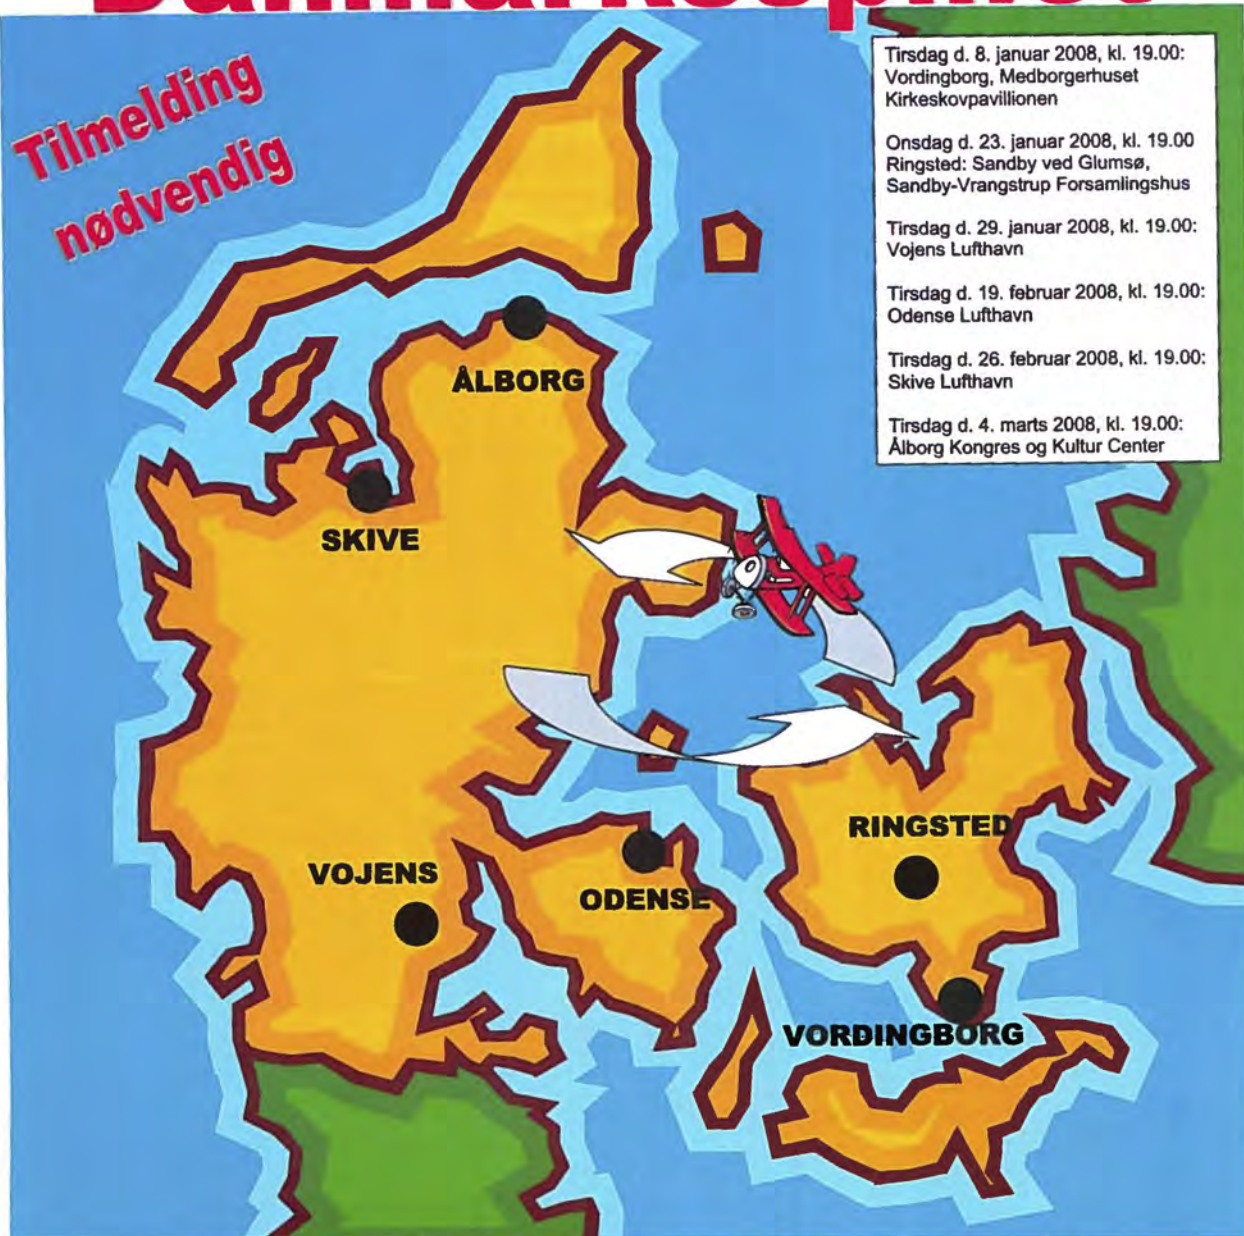 Tilmelding
nødvendig
Tirsdag d. 8. januar 2008, kl. 19.00:
Vordingborg, Medborgerhuset
Kirkeskovpavillionen
Onsdag d. 23. januar 2008, kl. 19.00
Ringsted: Sandby ved Glumsø,
Sandby-Vrangstrup Forsamlingshus
Tirsdag d. 29. januar 2008, kl. 19.00:
Vojens Lufthavn
Tirsdag d. 19. februar 2008, kl. 19.00:
Odense Lufthavn
Tirsdag d. 26. februar 2008, kl. 19.00:
Skive Lufthavn
Tirsdag d. 4. marts 2008, kl. 19.00:
Ålborg Kongres og Kultur Center
ÅLBORG
SKIVE
RINGSTED
VOJENS
ODENSE
VORDINGBORG